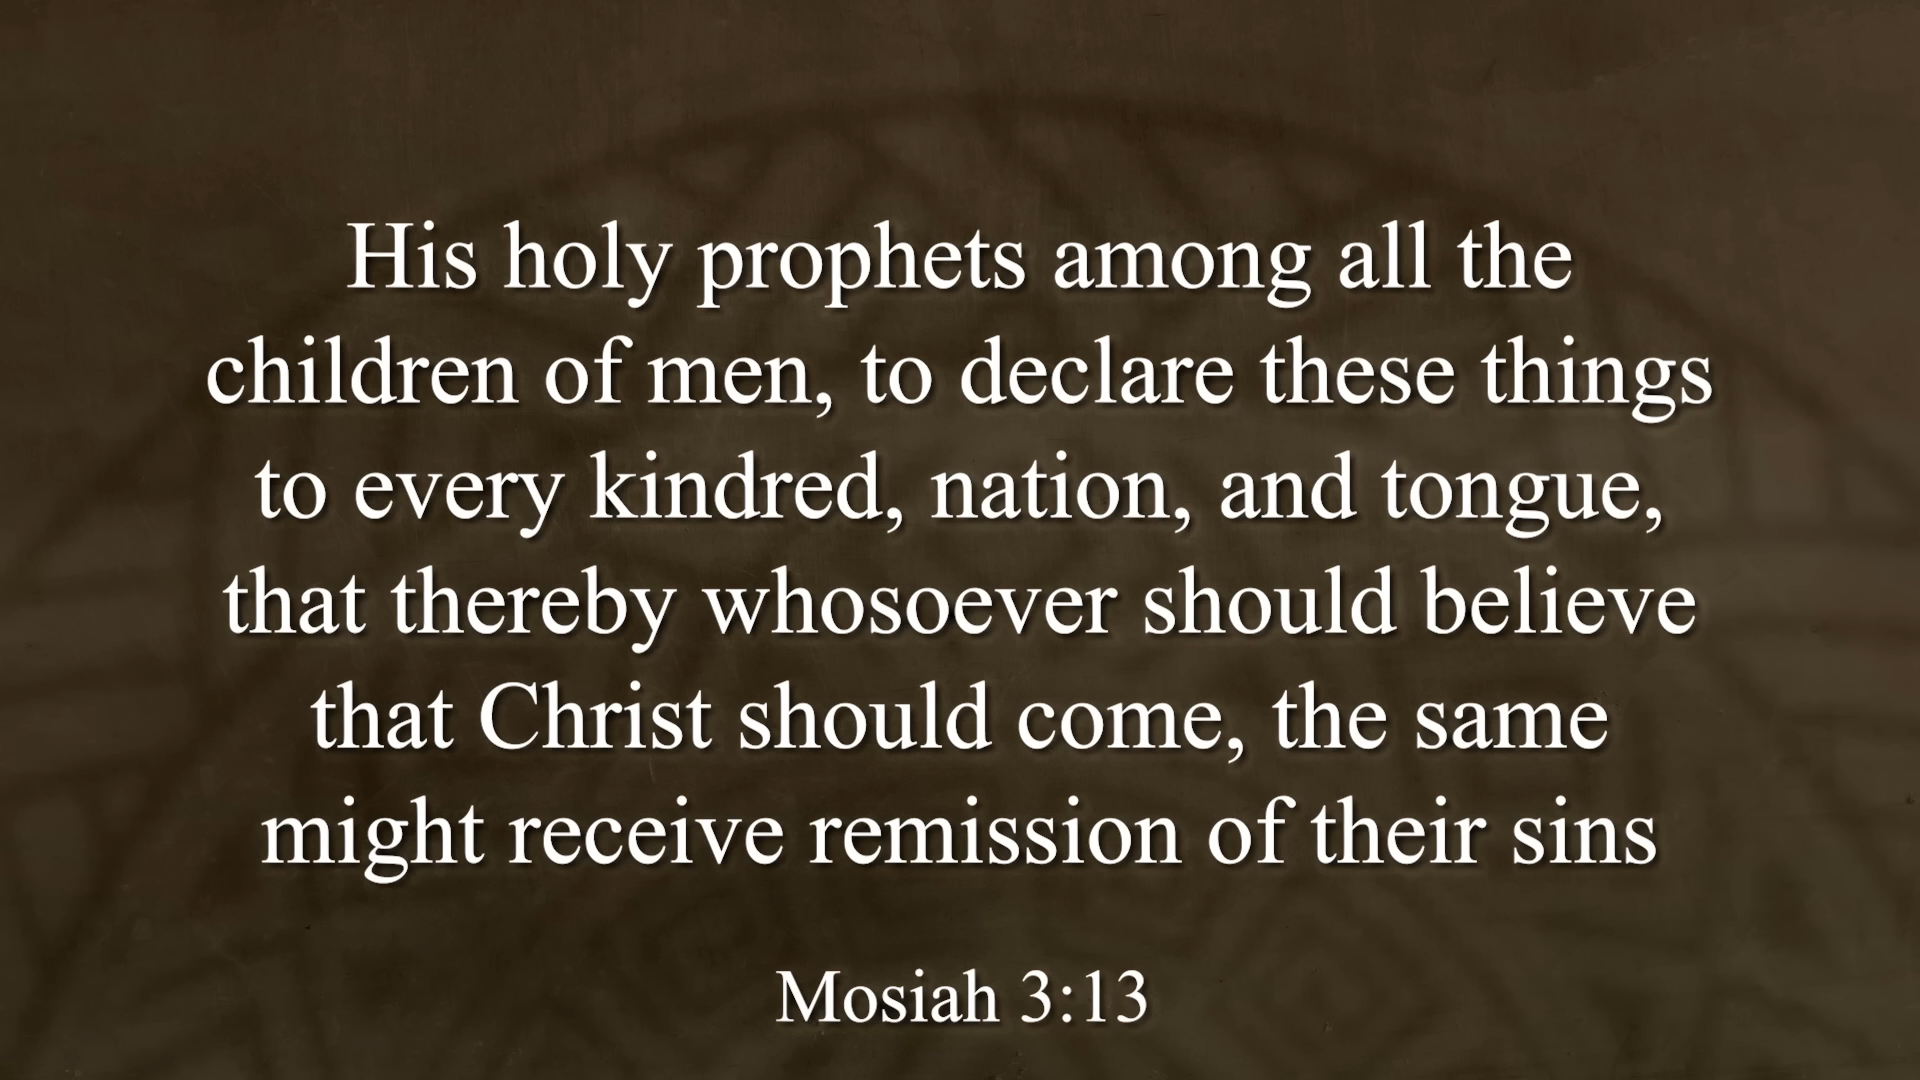 His holy prophets among all the
children of men, to declare these things
to every kindred, nation, and tongue,
that thereby whosoever should believe
that Christ should come, the same
might receive remission of their sins
Mosiah 3:13